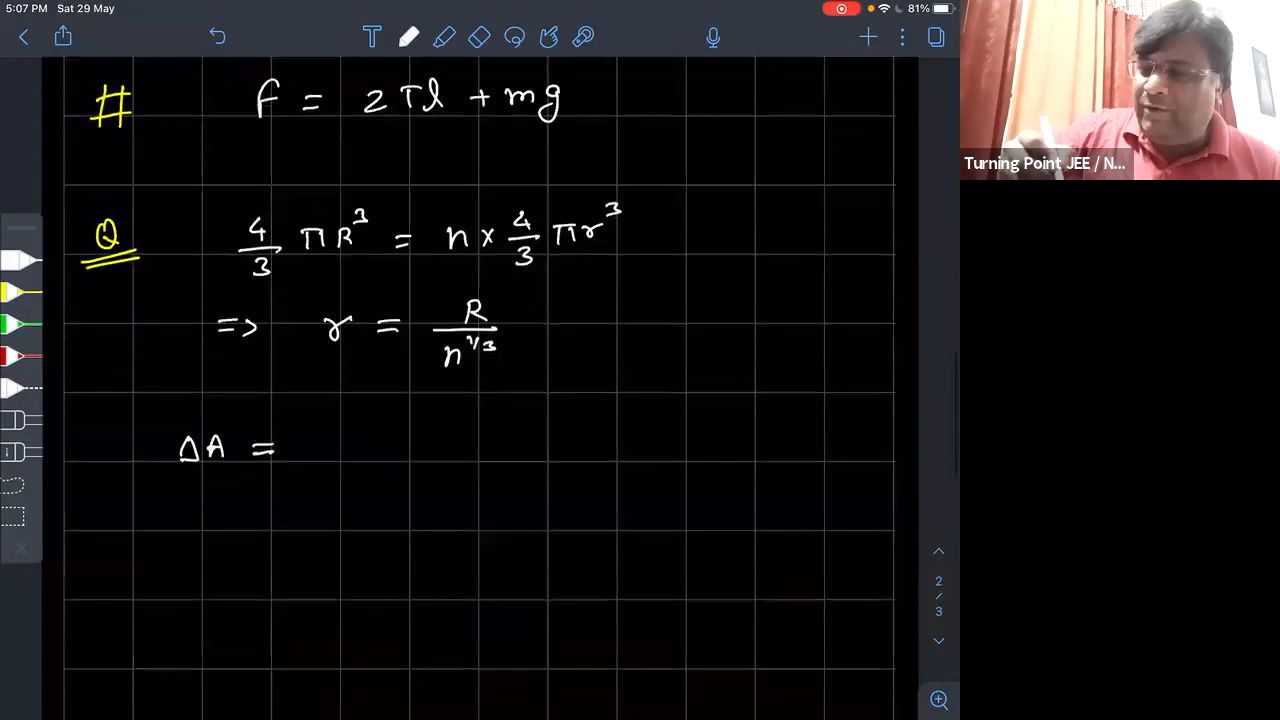 5:07 PM Sat 29 May 81%
# f = 2Tl + mg
Q 4/3 πR³ = n × 4/3 πr³
=> r = R/n^1/3
ΔA =
Turning Point JEE / N...
2
/
3